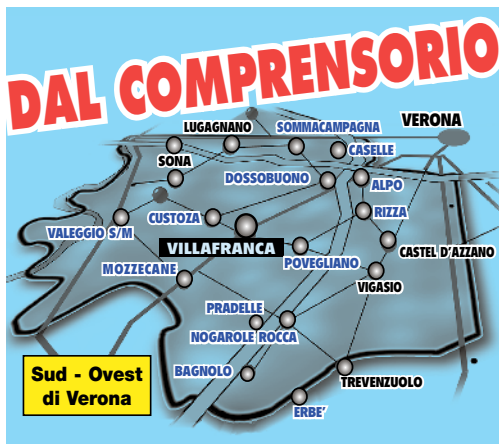 DAL COMPRENSORIO
VERONA
LUGAGNANO
SOMMACAMPAGNA
CASELLE
SONA
DOSSOBUONO
ALPO
RIZZA
CUSTOZA
VALEGGIO S/M
VILLAFRANCA
CASTEL D'AZZANO
POVEGLIANO
MOZZECANE
VIGASIO
PRADELLE
NOGAROLE ROCCA
BAGNOLO
TREVENZUOLO
Sud - Ovest
di Verona
ERBE'